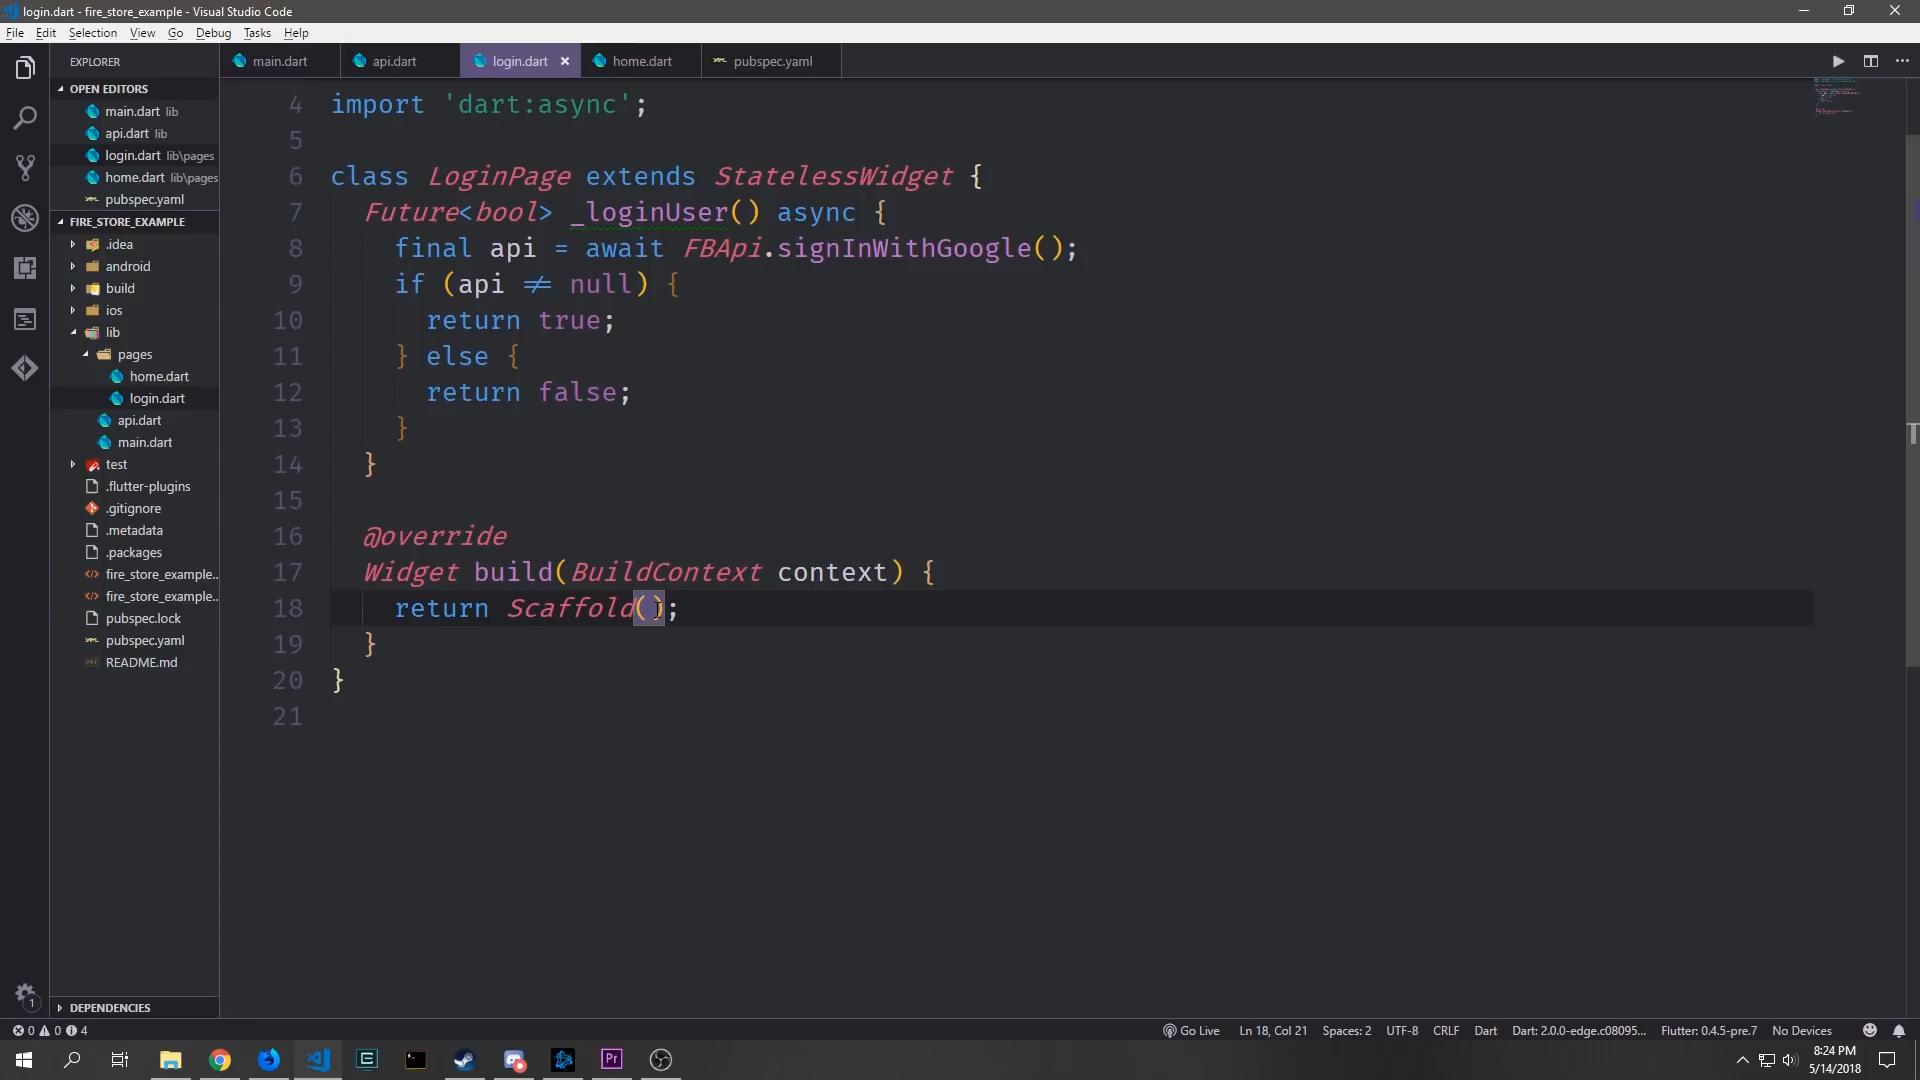 login.dart - fire_store_example - Visual Studio Code
File Edit Selection View Go Debug Tasks Help
EXPLORER
main.dart
api.dart
login.dart
home.dart
pubspec.yaml
OPEN EDITORS
main.dart lib
api.dart lib
login.dart lib\pages
home.dart lib\pages
pubspec.yaml
FIRE_STORE_EXAMPLE
.idea
android
build
ios
lib
pages
home.dart
login.dart
api.dart
main.dart
test
.flutter-plugins
.gitignore
.metadata
.packages
fire_store_example..
fire_store_example..
pubspec.lock
pubspec.yaml
README.md
DEPENDENCIES
4 import 'dart:async';
5
6 class LoginPage extends StatelessWidget {
7 Future<bool> _loginUser() async {
8 final api = await FBApi.signInWithGoogle();
9 if (api ≠ null) {
10 return true;
11 } else {
12 return false;
13 }
14 }
15
16 @override
17 Widget build(BuildContext context) {
18 return Scaffold();
19 }
20 }
21
1
0 0 4
Go Live Ln 18, Col 21 Spaces: 2 UTF-8 CRLF Dart Dart: 2.0.0-edge.c08095... Flutter: 0.4.5-pre.7 No Devices
Pr
8:24 PM
5/14/2018